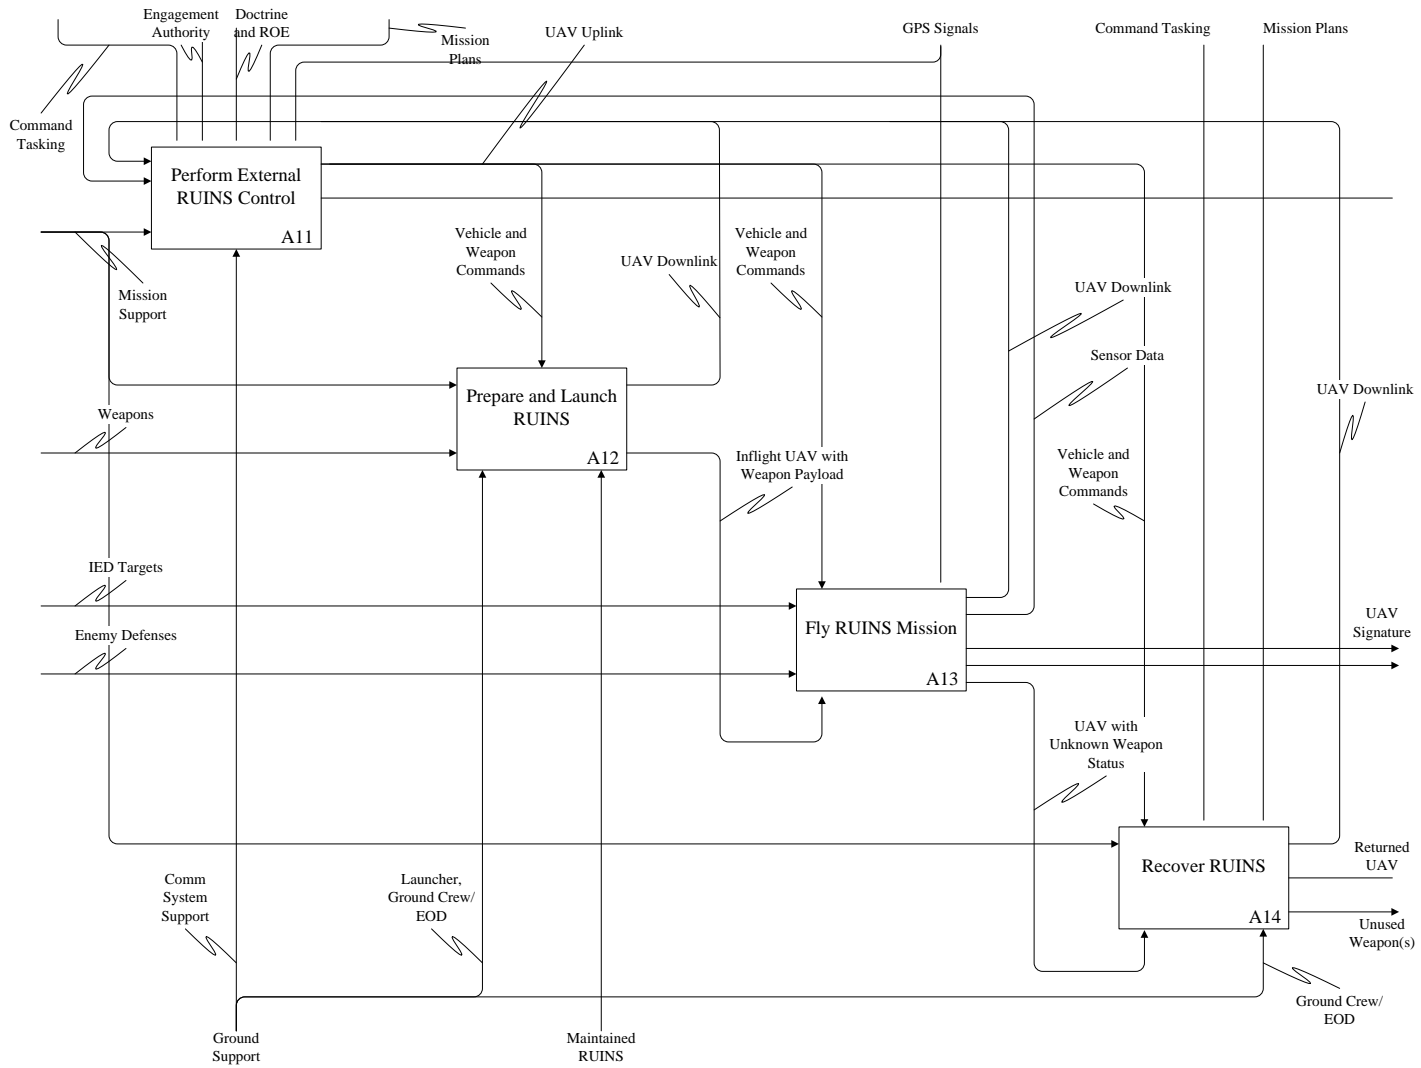 Engagement
Authority
Doctrine
and ROE
Mission
Plans
UAV Uplink
GPS Signals
Command Tasking
Mission Plans
Command
Tasking
Perform External
RUINS Control
A11
Mission
Support
Vehicle and
Weapon
Commands
UAV Downlink
Vehicle and
Weapon
Commands
UAV Downlink
Sensor Data
UAV Downlink
Prepare and Launch
RUINS
A12
Weapons
Inflight UAV with
Weapon Payload
Vehicle and
Weapon
Commands
IED Targets
Enemy Defenses
Fly RUINS Mission
A13
UAV
Signature
UAV with
Unknown Weapon
Status
Recover RUINS
A14
Returned
UAV
Unused
Weapon(s)
Comm
System
Support
Launcher,
Ground Crew/
EOD
Ground Crew/
EOD
Ground
Support
Maintained
RUINS